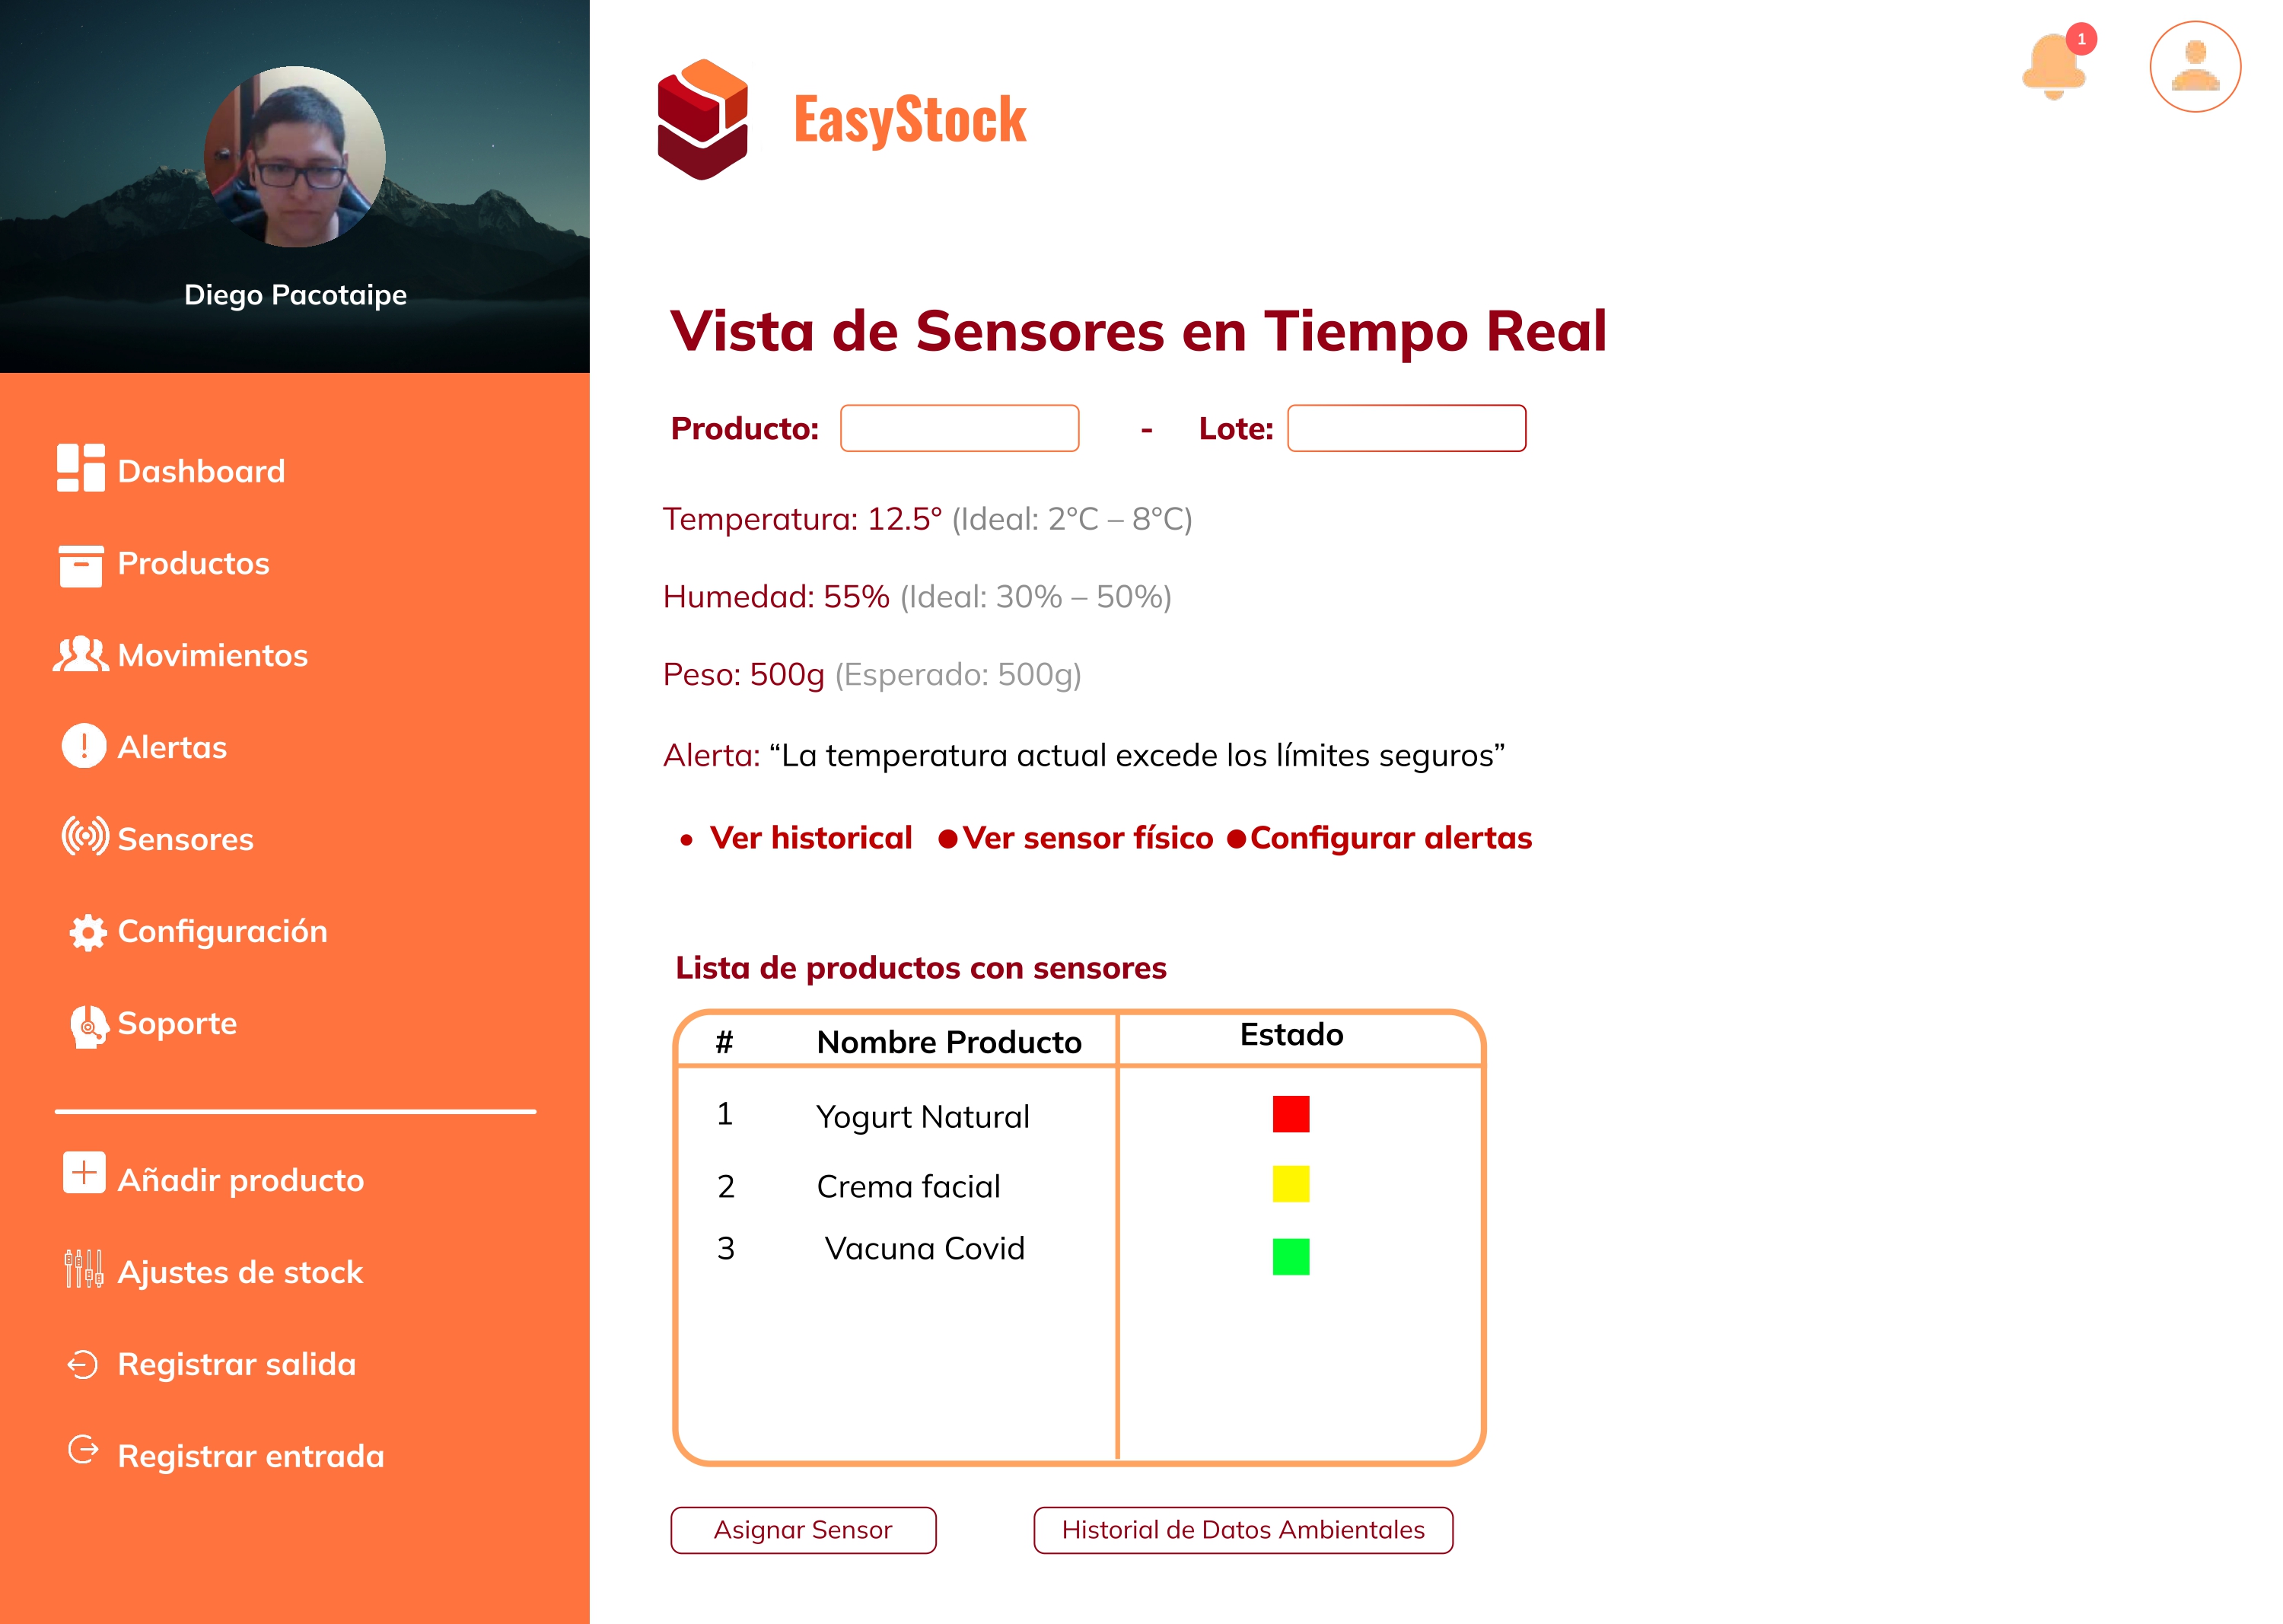 Diego Pacotaipe
Dashboard
Productos
Movimientos
Alertas
Sensores
Configuración
Soporte
Añadir producto
Ajustes de stock
Registrar salida
Registrar entrada
EasyStock
1
Vista de Sensores en Tiempo Real
Producto: - Lote:
Temperatura: 12.5° (Ideal: 2°C – 8°C)
Humedad: 55% (Ideal: 30% – 50%)
Peso: 500g (Esperado: 500g)
Alerta: “La temperatura actual excede los límites seguros”
• Ver historical ●Ver sensor físico ●Configurar alertas
Lista de productos con sensores
# Nombre Producto Estado
1 Yogurt Natural
2 Crema facial
3 Vacuna Covid
Asignar Sensor Historial de Datos Ambientales